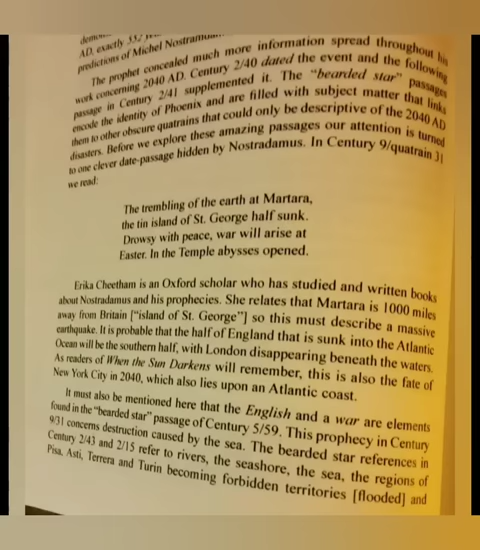 AD, exactly 552
predictions of Michel Nostradamus.
The prophet concealed much more information spread throughout his
work concerning 2040 AD. Century 2/40 dated the event and the following
passage in Century 2/41 supplemented it. The "bearded star" passages
encode the identity of Phoenix and are filled with subject matter that links
them to other obscure quatrains that could only be descriptive of the 2040 AD
disasters. Before we explore these amazing passages our attention is turned
to one clever date-passage hidden by Nostradamus. In Century 9/quatrain 31
we read:
The trembling of the earth at Martara,
the tin island of St. George half sunk.
Drowsy with peace, war will arise at
Easter. In the Temple abysses opened.
Erika Cheetham is an Oxford scholar who has studied and written books
about Nostradamus and his prophecies. She relates that Martara is 1000 miles
away from Britain ["island of St. George"] so this must describe a massive
earthquake. It is probable that the half of England that is sunk into the Atlantic
Ocean will be the southern half, with London disappearing beneath the waters.
As readers of When the Sun Darkens will remember, this is also the fate of
New York City in 2040, which also lies upon an Atlantic coast.
It must also be mentioned here that the English and a war are elements
found in the "bearded star" passage of Century 5/59. This prophecy in Century
9/31 concerns destruction caused by the sea. The bearded star references in
Century 2/43 and 2/15 refer to rivers, the seashore, the sea, the regions of
Pisa, Asti, Terrera and Turin becoming forbidden territories [flooded] and